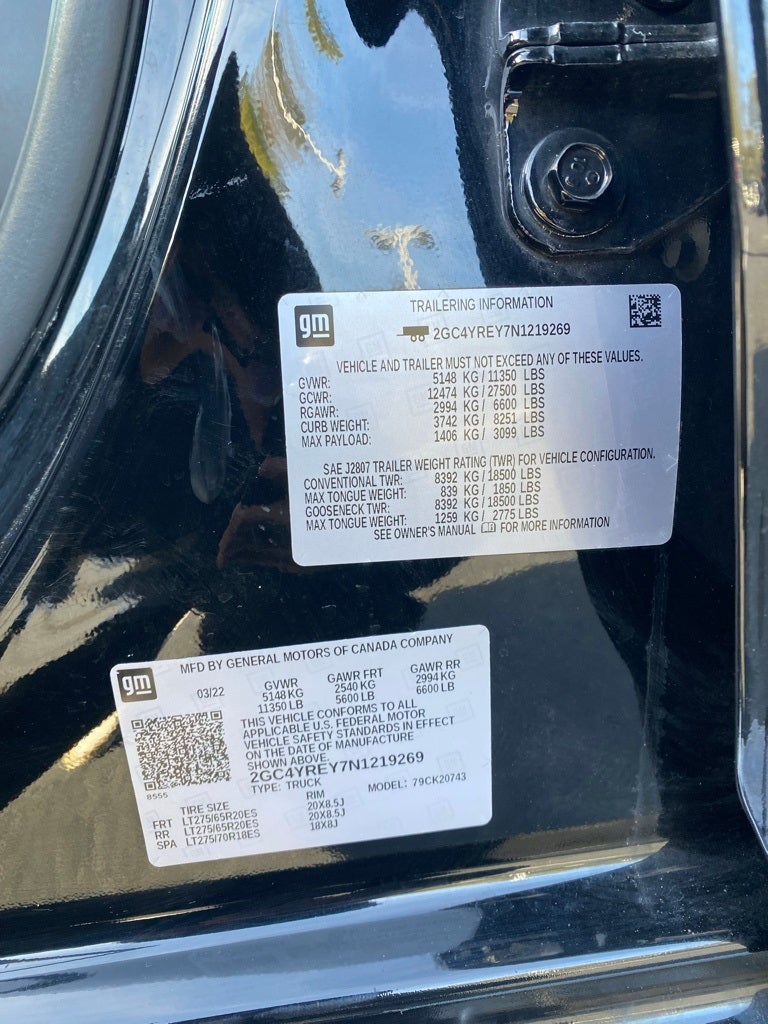 TRAILERING INFORMATION
gm
2GC4YREY7N1219269
VEHICLE AND TRAILER MUST NOT EXCEED ANY OF THESE VALUES.
GVWR: 5148 KG / 11350 LBS
GCWR: 12474 KG / 27500 LBS
RGAWR: 2994 KG / 6600 LBS
CURB WEIGHT: 3742 KG / 8251 LBS
MAX PAYLOAD: 1406 KG / 3099 LBS
SAE J2807 TRAILER WEIGHT RATING (TWR) FOR VEHICLE CONFIGURATION.
CONVENTIONAL TWR: 8392 KG / 18500 LBS
MAX TONGUE WEIGHT: 839 KG / 1850 LBS
GOOSENECK TWR: 8392 KG / 18500 LBS
MAX TONGUE WEIGHT: 1259 KG / 2775 LBS
SEE OWNER'S MANUAL FOR MORE INFORMATION
MFD BY GENERAL MOTORS OF CANADA COMPANY
gm
03/22 GVWR GAWR FRT GAWR RR
5148 KG 2540 KG 2994 KG
11350 LB 5600 LB 6600 LB
THIS VEHICLE CONFORMS TO ALL
APPLICABLE U.S. FEDERAL MOTOR
VEHICLE SAFETY STANDARDS IN EFFECT
ON THE DATE OF MANUFACTURE
SHOWN ABOVE.
2GC4YREY7N1219269
TYPE: TRUCK MODEL: 79CK20743
8555
TIRE SIZE RIM
FRT LT275/65R20ES 20X8.5J
RR LT275/65R20ES 20X8.5J
SPA LT275/70R18ES 18X8J